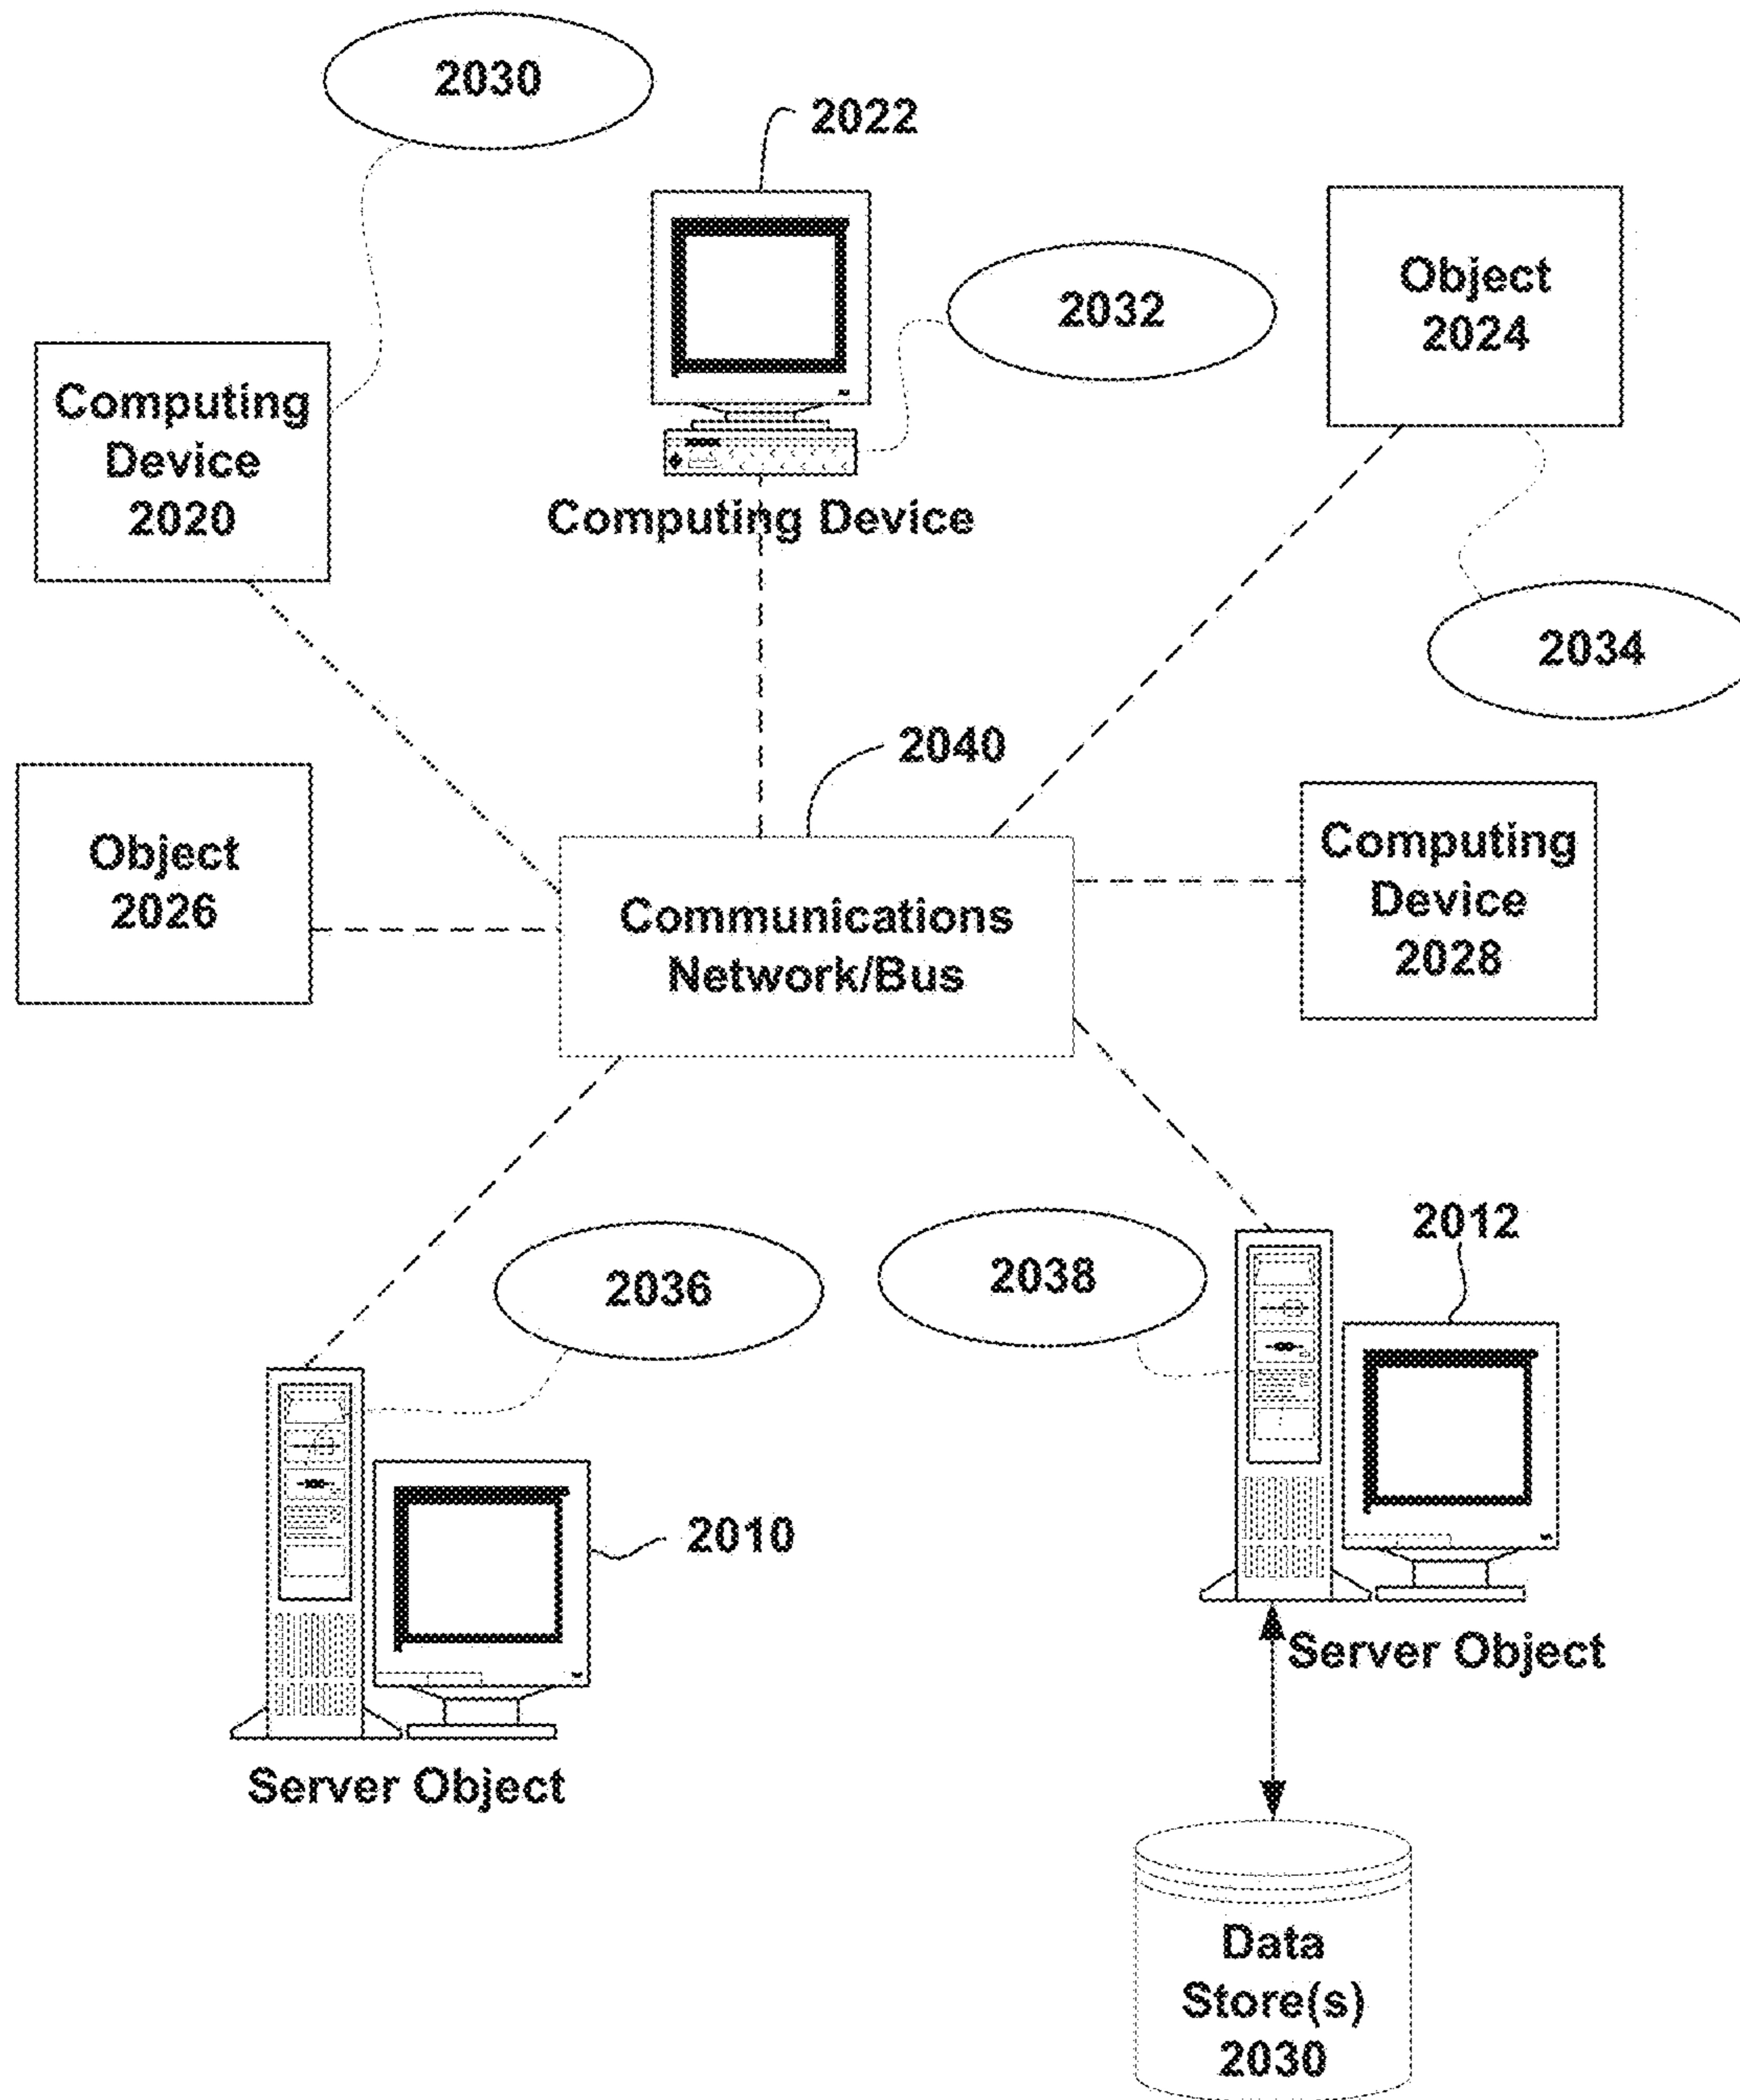 2030
2022
2032
Object
2024
Computing
Device
2020
Computing Device
2034
2040
Object
2026
Communications
Network/Bus
Computing
Device
2028
2036
2038
2012
2010
Server Object
Server Object
Data
Store(s)
2030